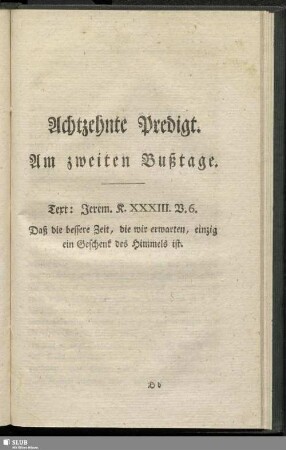 Achtzehnte Predigt.
Am zweiten Bußtage.
Text: Jerem. K. XXXIII. V. 6.
Daß die bessere Zeit, die wir erwarten, einzig
ein Geschenk des Himmels ist.
SLUB